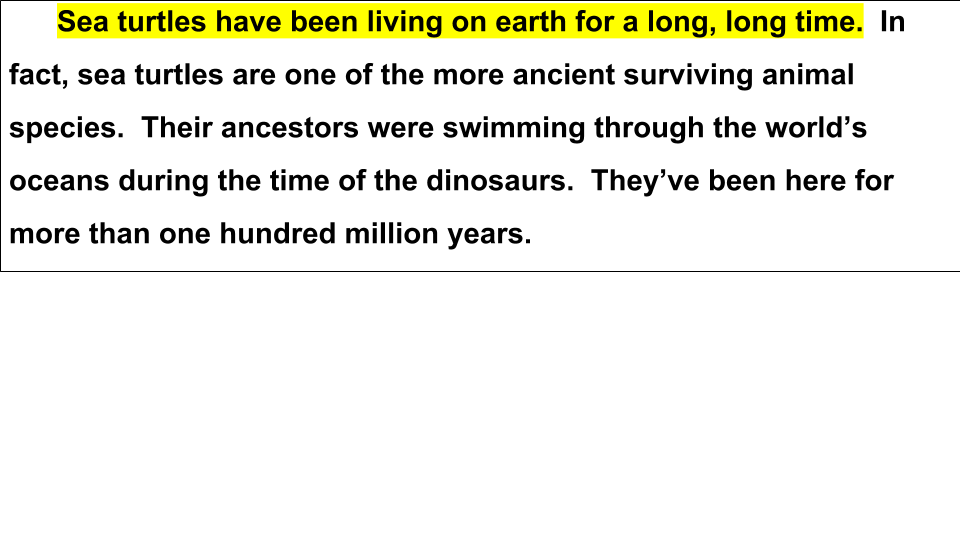 Sea turtles have been living on earth for a long, long time.  In
fact, sea turtles are one of the more ancient surviving animal
species.  Their ancestors were swimming through the world’s
oceans during the time of the dinosaurs.  They’ve been here for
more than one hundred million years.